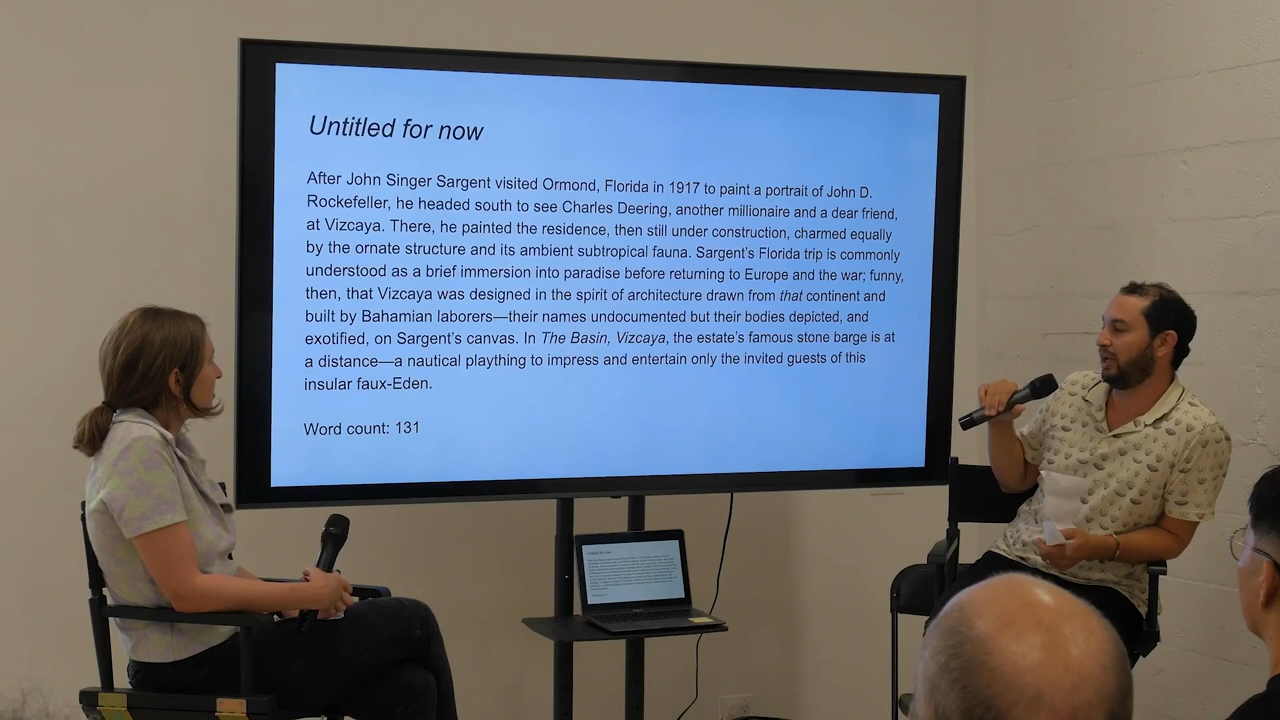 Untitled for now
After John Singer Sargent visited Ormond, Florida in 1917 to paint a portrait of John D.
Rockefeller, he headed south to see Charles Deering, another millionaire and a dear friend,
at Vizcaya. There, he painted the residence, then still under construction, charmed equally
by the ornate structure and its ambient subtropical fauna. Sargent's Florida trip is commonly
understood as a brief immersion into paradise before returning to Europe and the war; funny,
then, that Vizcaya was designed in the spirit of architecture drawn from that continent and
built by Bahamian laborers—their names undocumented but their bodies depicted, and
exotified, on Sargent's canvas. In The Basin, Vizcaya, the estate's famous stone barge is at
a distance—a nautical plaything to impress and entertain only the invited guests of this
insular faux-Eden.
Word count: 131
Untitled for now